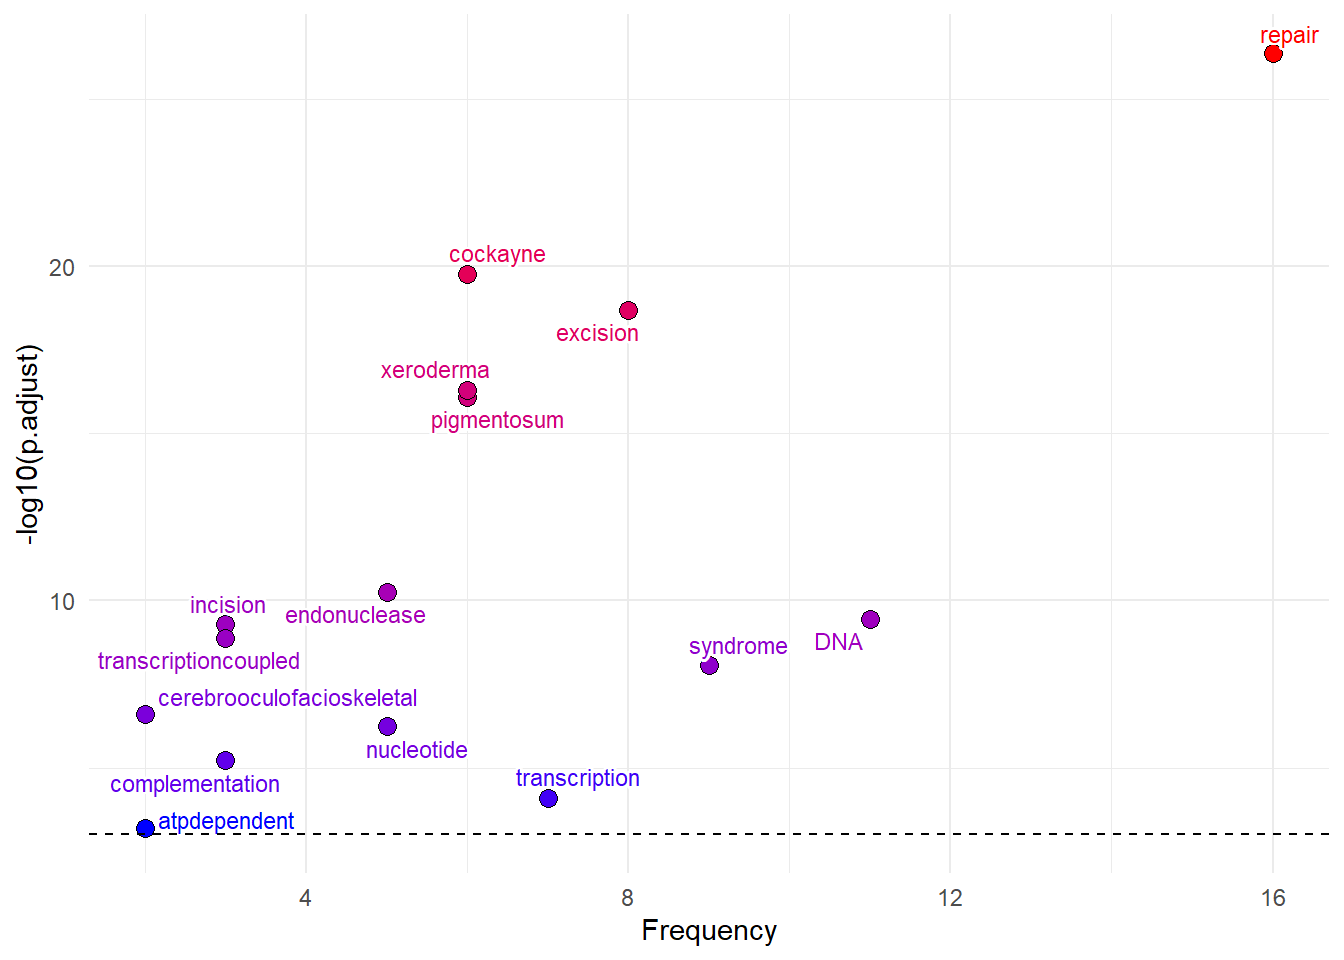 repair
cockayne
20
excision
xeroderma
pigmentosum
-log10(p.adjust)
incision
10
endonuclease
DNA
syndrome
transcriptioncoupled
cerebrooculofacioskeletal
nucleotide
complementation
transcription
atpdependent
4
8
12
16
Frequency